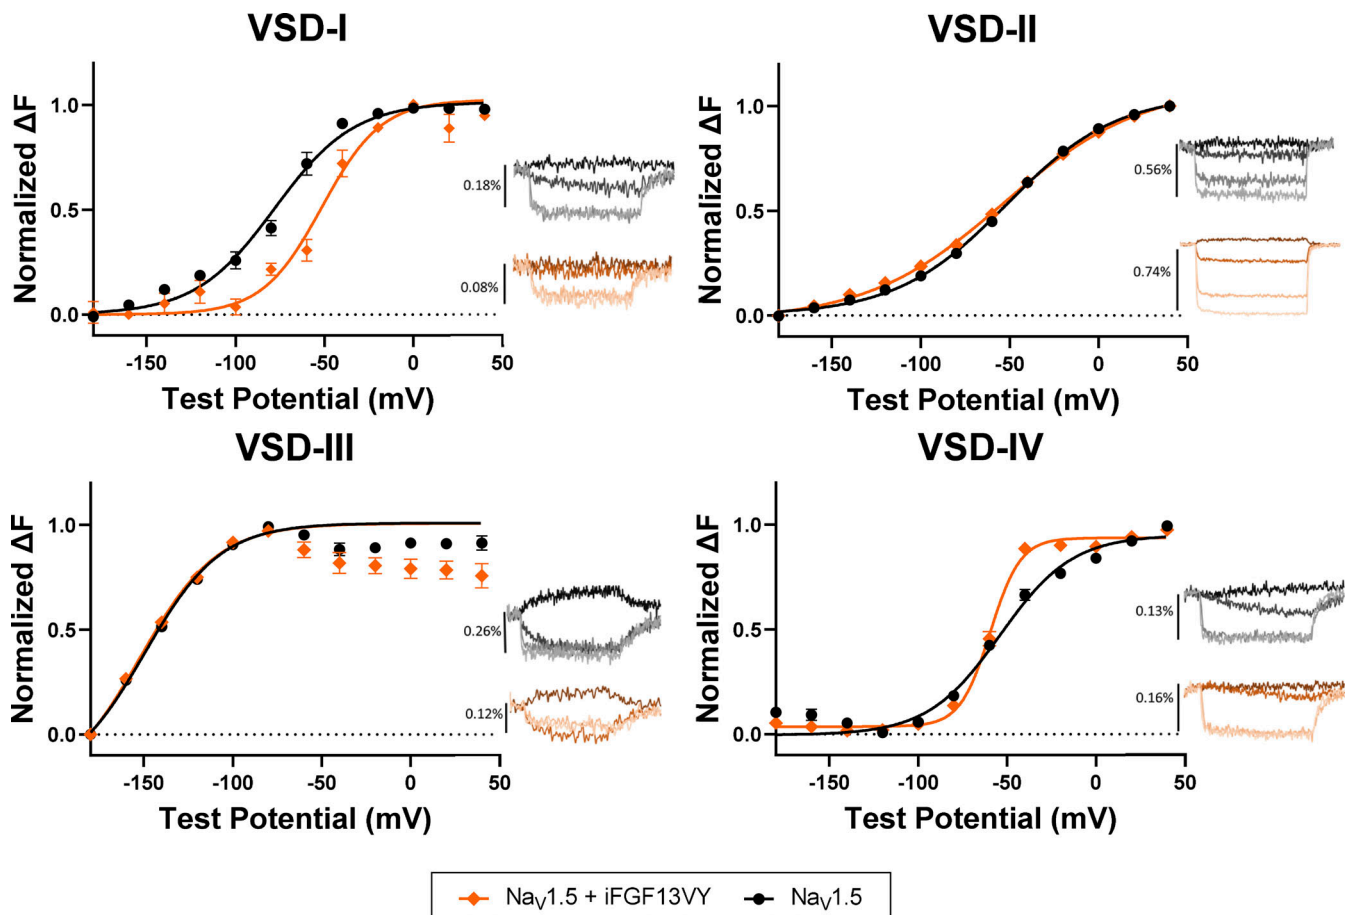 VSD-I
VSD-II
Normalized ΔF
1.0
0.5
0.0
0.18%
0.08%
-150
-100
-50
0
50
Test Potential (mV)
Normalized ΔF
1.0
0.5
0.0
0.56%
0.74%
-150
-100
-50
0
50
Test Potential (mV)
VSD-III
VSD-IV
Normalized ΔF
1.0
0.5
0.0
0.26%
0.12%
-150
-100
-50
0
50
Test Potential (mV)
Normalized ΔF
1.0
0.5
0.0
0.13%
0.16%
-150
-100
-50
0
50
Test Potential (mV)
NaV1.5 + iFGF13VY
NaV1.5